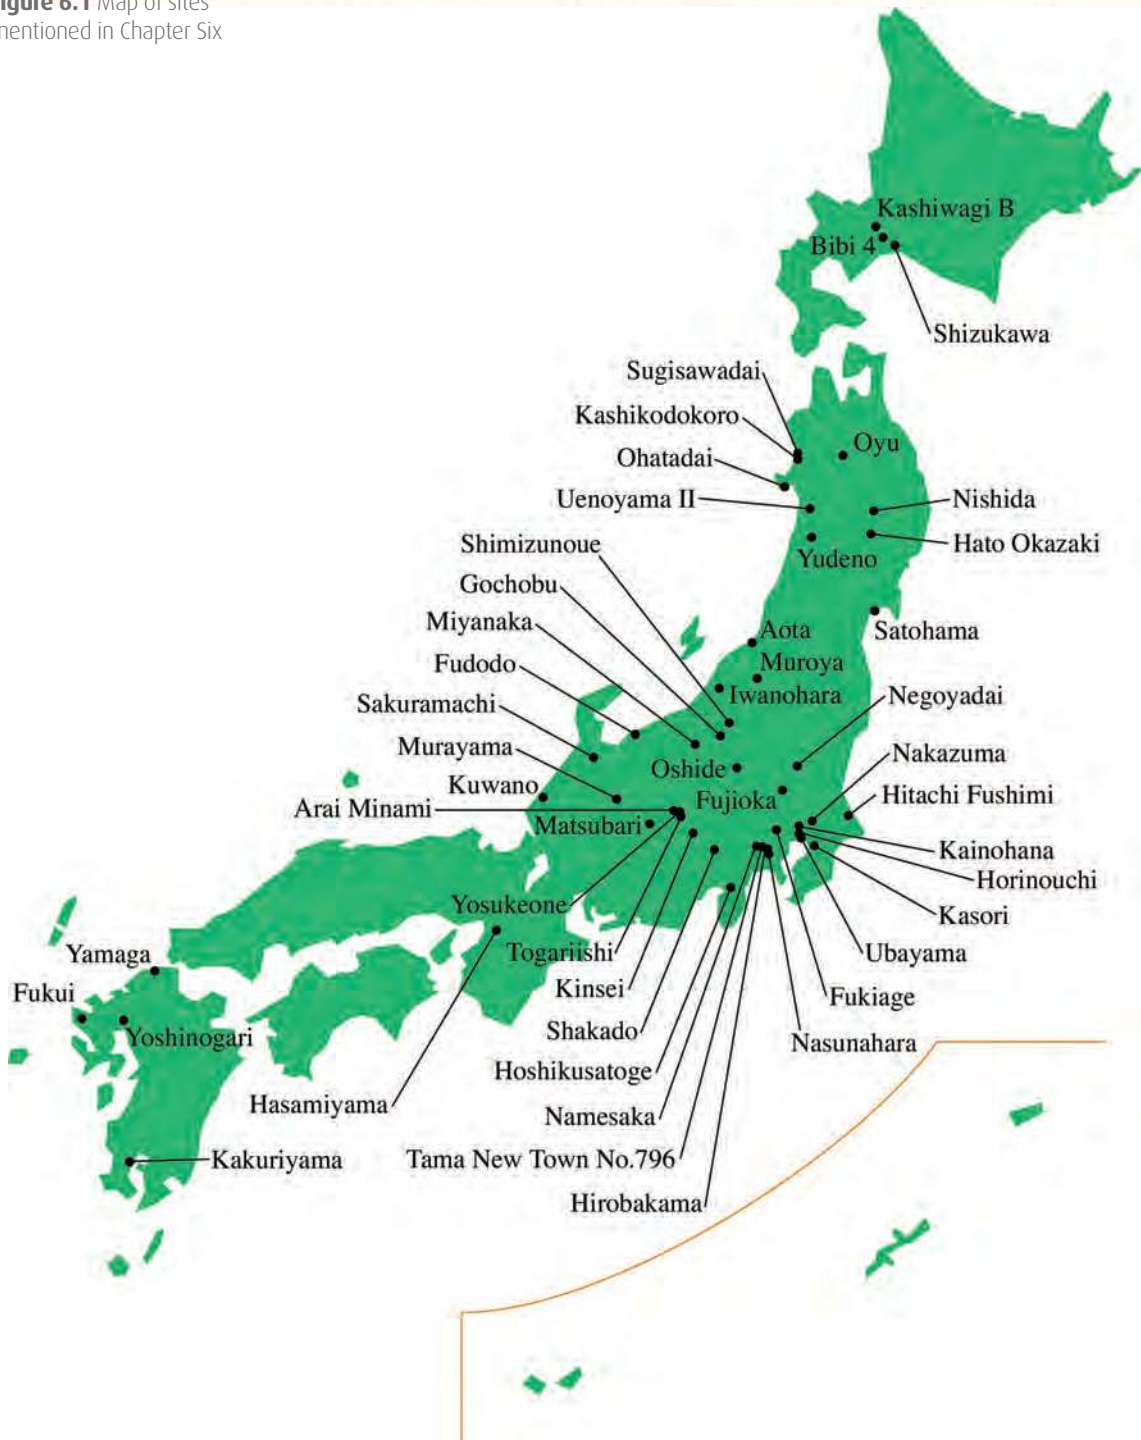 Figure 6.1 Map of sites
mentioned in Chapter Six
Kashiwagi B
Bibi 4
Shizukawa
Sugisawadai
Kashikodokoro
Oyu
Ohatadai
Uenoyama II
Nishida
Shimizunoue
Hato Okazaki
Yudeno
Gochobu
Miyanaka
Aota
Satohama
Fudodo
Muroya
Iwanohara
Negoyadai
Sakuramachi
Murayama
Nakazuma
Oshide
Kuwano
Fujioka
Hitachi Fushimi
Arai Minami
Matsubari
Kainohana
Horinouchi
Yosukeone
Kasori
Togariishi
Ubayama
Yamaga
Kinsei
Fukui
Fukiage
Shakado
Yoshinogari
Nasunahara
Hoshikusatoge
Hasamiyama
Namesaka
Kakuriyama
Tama New Town No.796
Hirobakama